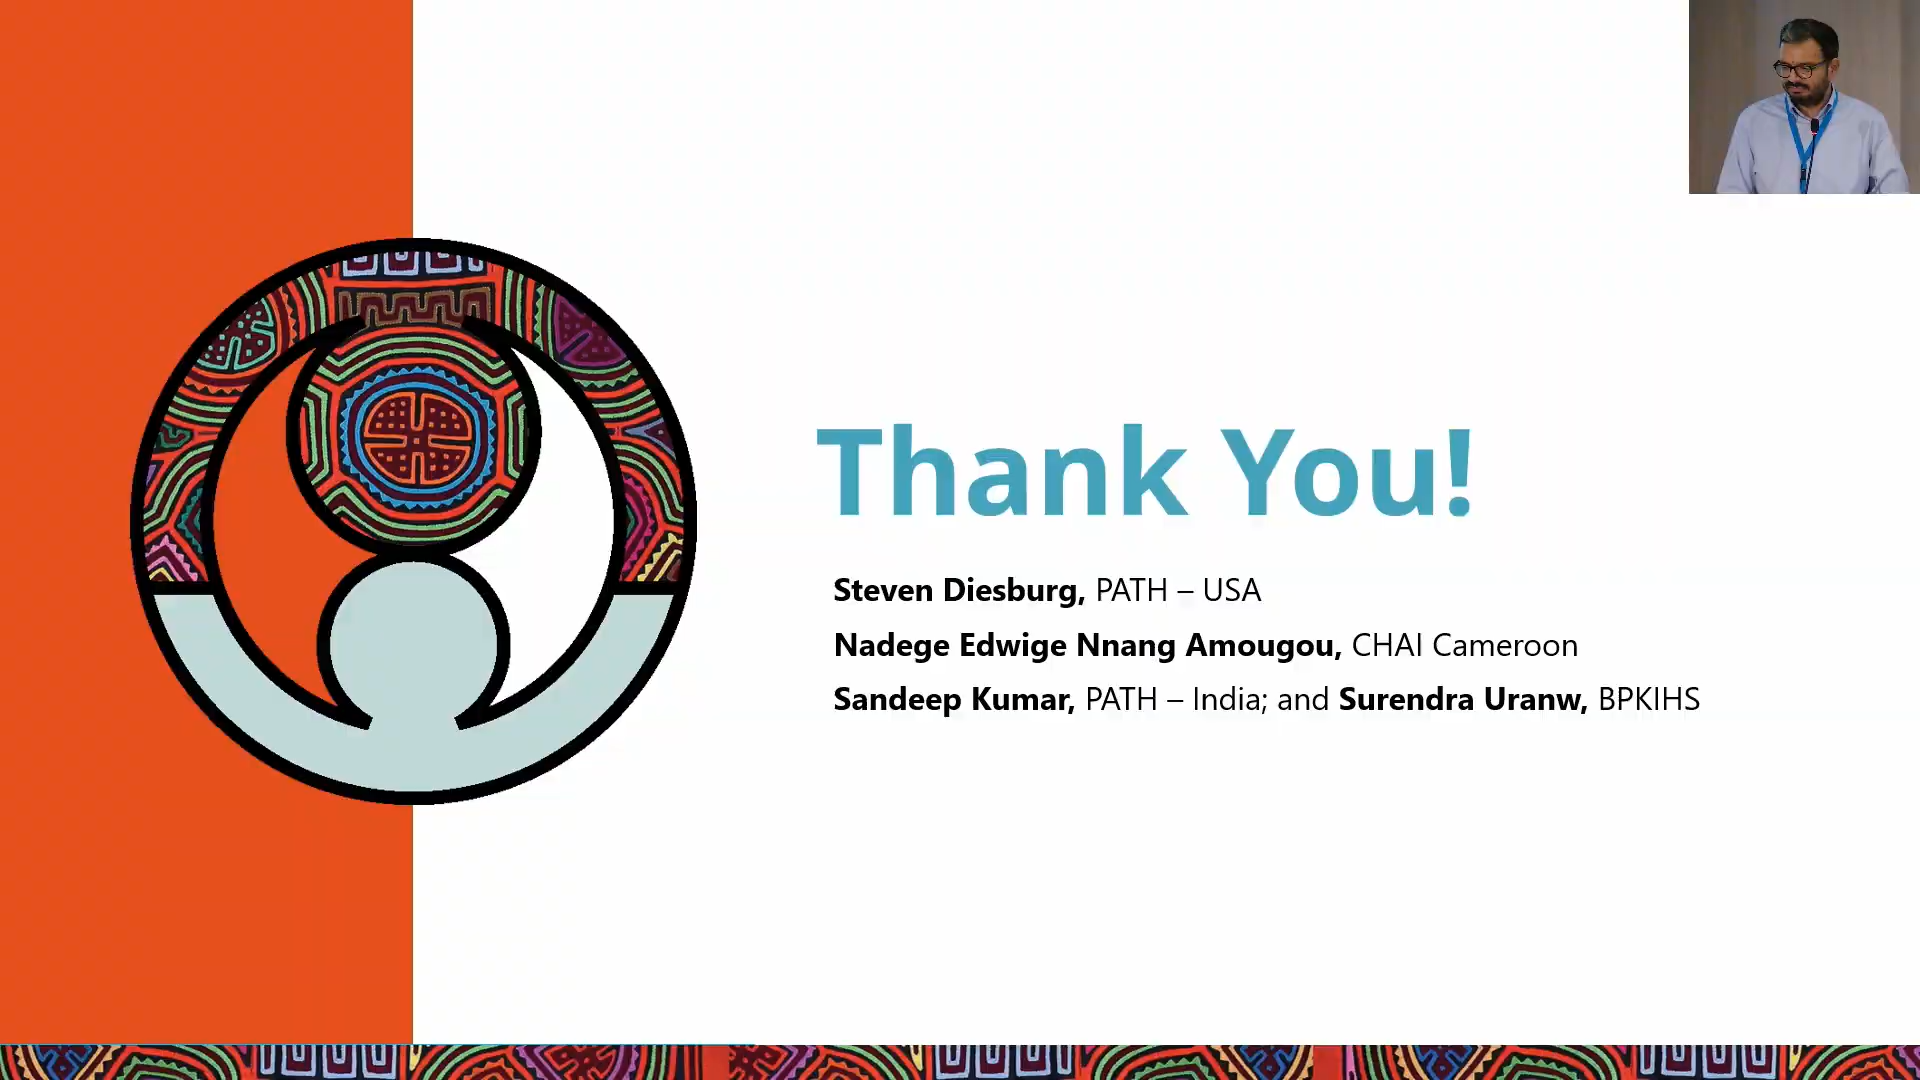 Thank You!
Steven Diesburg, PATH – USA
Nadege Edwige Nnang Amougou, CHAI Cameroon
Sandeep Kumar, PATH – India; and Surendra Uranw, BPKIHS